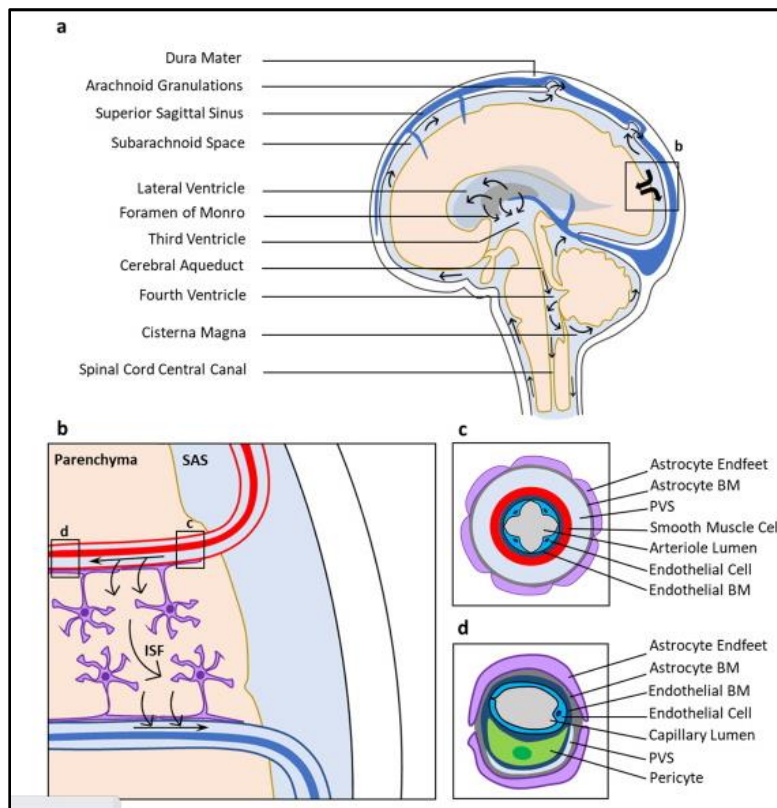 a
Dura Mater
Arachnoid Granulations
Superior Sagittal Sinus
Subarachnoid Space
b
Lateral Ventricle
Foramen of Monro
Third Ventricle
Cerebral Aqueduct
Fourth Ventricle
Cisterna Magna
Spinal Cord Central Canal
b
Parenchyma
SAS
d
c
ISF
c
Astrocyte Endfeet
Astrocyte BM
PVS
Smooth Muscle Cel
Arteriole Lumen
Endothelial Cell
Endothelial BM
d
Astrocyte Endfeet
Astrocyte BM
Endothelial BM
Endothelial Cell
Capillary Lumen
PVS
Pericyte